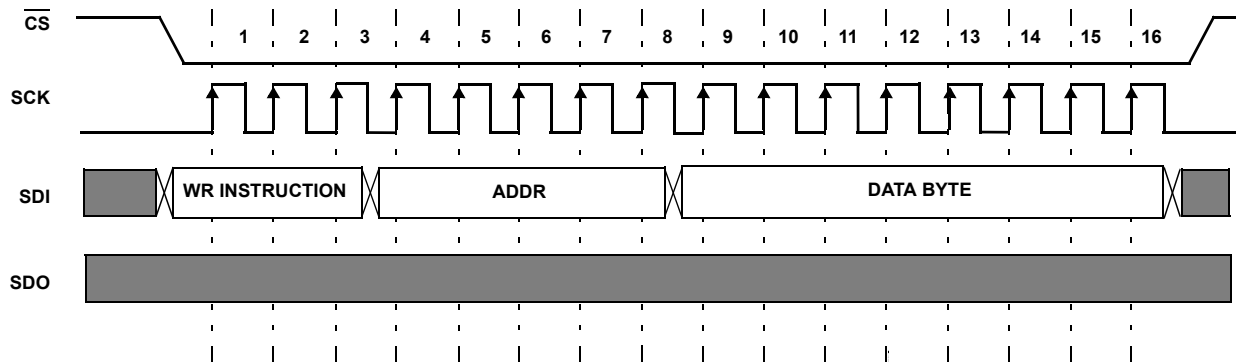 CS
1 2 3 4 5 6 7 8 9 10 11 12 13 14 15 16
SCK
SDI
WR INSTRUCTION ADDR DATA BYTE
SDO